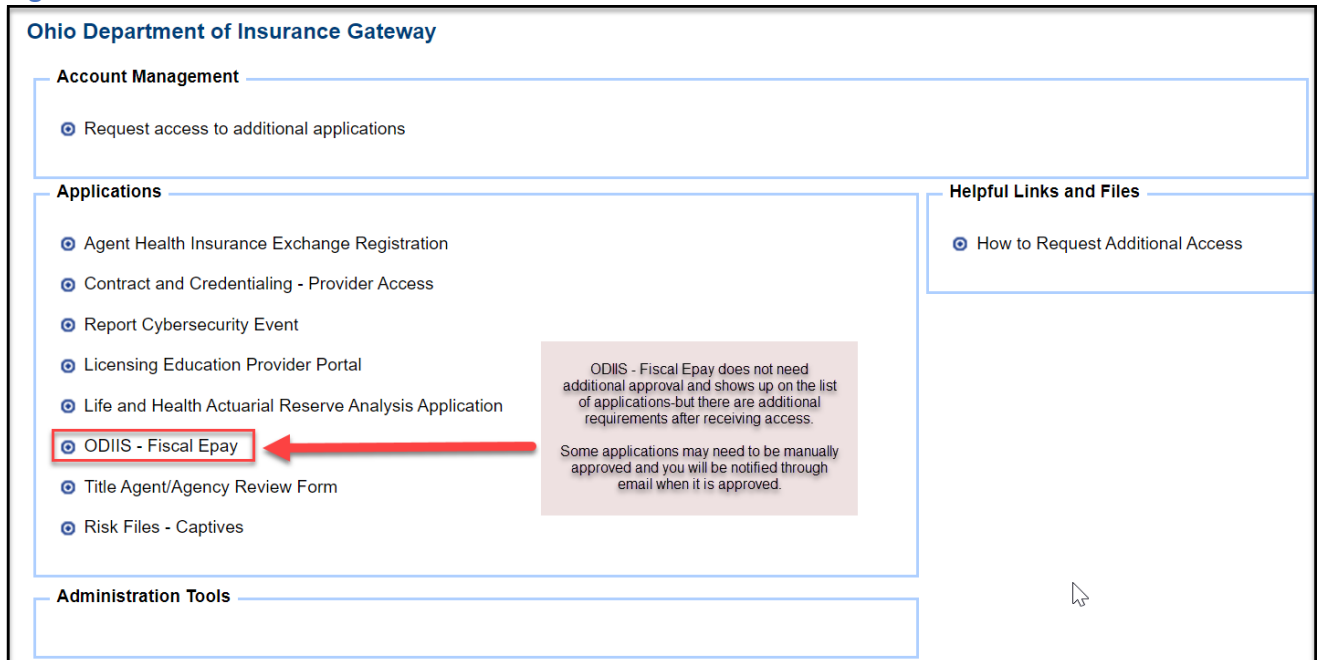 Ohio Department of Insurance Gateway
Account Management
Request access to additional applications
Applications
Agent Health Insurance Exchange Registration
Contract and Credentialing - Provider Access
Report Cybersecurity Event
Licensing Education Provider Portal
Life and Health Actuarial Reserve Analysis Application
ODIIS - Fiscal Epay
Title Agent/Agency Review Form
Risk Files - Captives
ODIIS - Fiscal Epay does not need
additional approval and shows up on the list
of applications-but there are additional
requirements after receiving access.
Some applications may need to be manually
approved and you will be notified through
email when it is approved.
Helpful Links and Files
How to Request Additional Access
Administration Tools